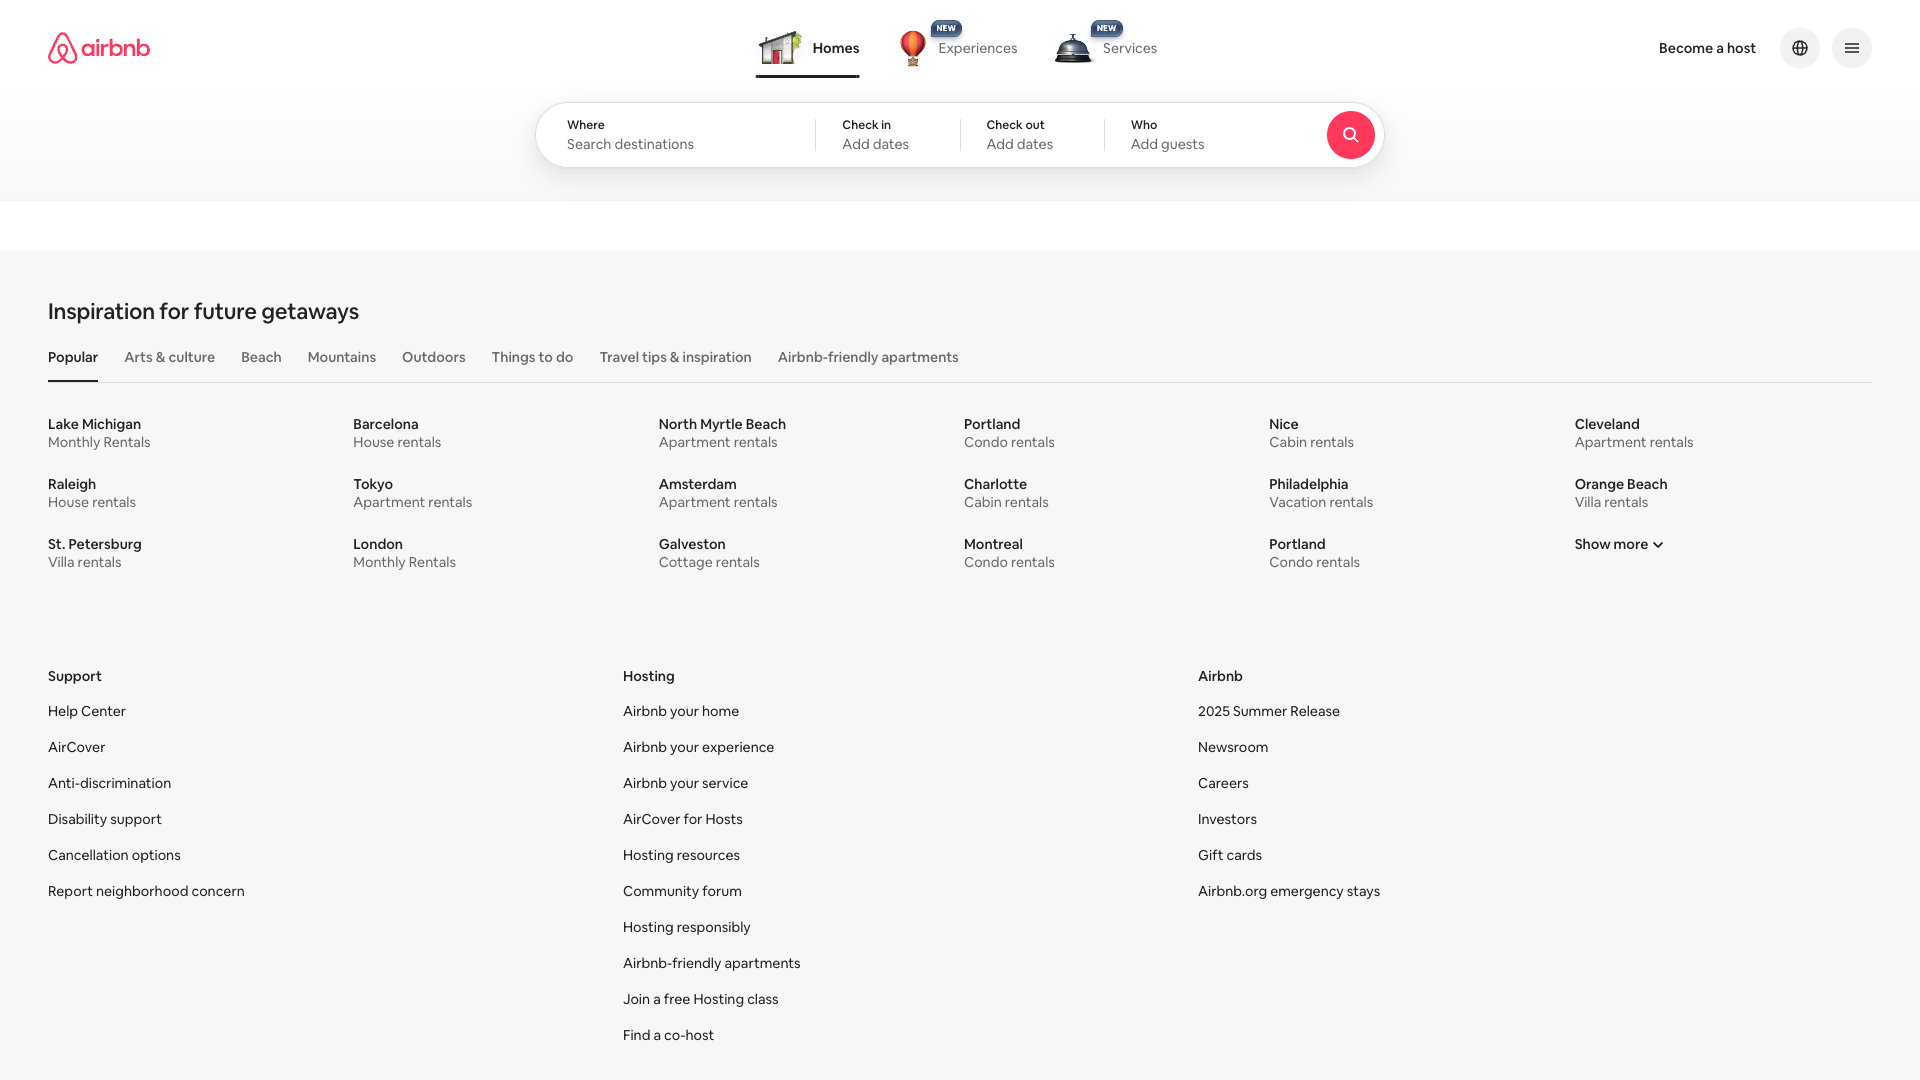 airbnb
Homes
NEW
Experiences
NEW
Services
Become a host
Where
Search destinations
Check in
Add dates
Check out
Add dates
Who
Add guests
Inspiration for future getaways
Popular
Arts & culture
Beach
Mountains
Outdoors
Things to do
Travel tips & inspiration
Airbnb-friendly apartments
Lake Michigan
Monthly Rentals
Barcelona
House rentals
North Myrtle Beach
Apartment rentals
Portland
Condo rentals
Nice
Cabin rentals
Cleveland
Apartment rentals
Raleigh
House rentals
Tokyo
Apartment rentals
Amsterdam
Apartment rentals
Charlotte
Cabin rentals
Philadelphia
Vacation rentals
Orange Beach
Villa rentals
St. Petersburg
Villa rentals
London
Monthly Rentals
Galveston
Cottage rentals
Montreal
Condo rentals
Portland
Condo rentals
Show more
Support
Help Center
AirCover
Anti-discrimination
Disability support
Cancellation options
Report neighborhood concern
Hosting
Airbnb your home
Airbnb your experience
Airbnb your service
AirCover for Hosts
Hosting resources
Community forum
Hosting responsibly
Airbnb-friendly apartments
Join a free Hosting class
Find a co-host
Airbnb
2025 Summer Release
Newsroom
Careers
Investors
Gift cards
Airbnb.org emergency stays